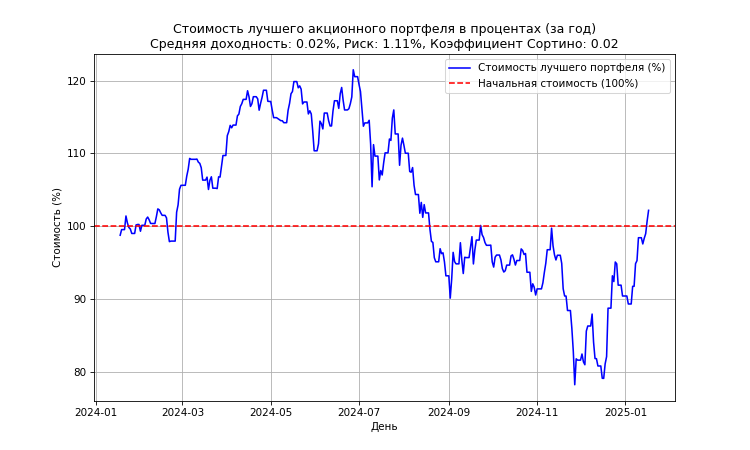 Стоимость лучшего акционного портфеля в процентах (за год)
Средняя доходность: 0.02%, Риск: 1.11%, Коэффициент Сортино: 0.02
Стоимость лучшего портфеля (%)
Начальная стоимость (100%)
Стоимость (%)
120
110
100
90
80
2024-01
2024-03
2024-05
2024-07
2024-09
2024-11
2025-01
День